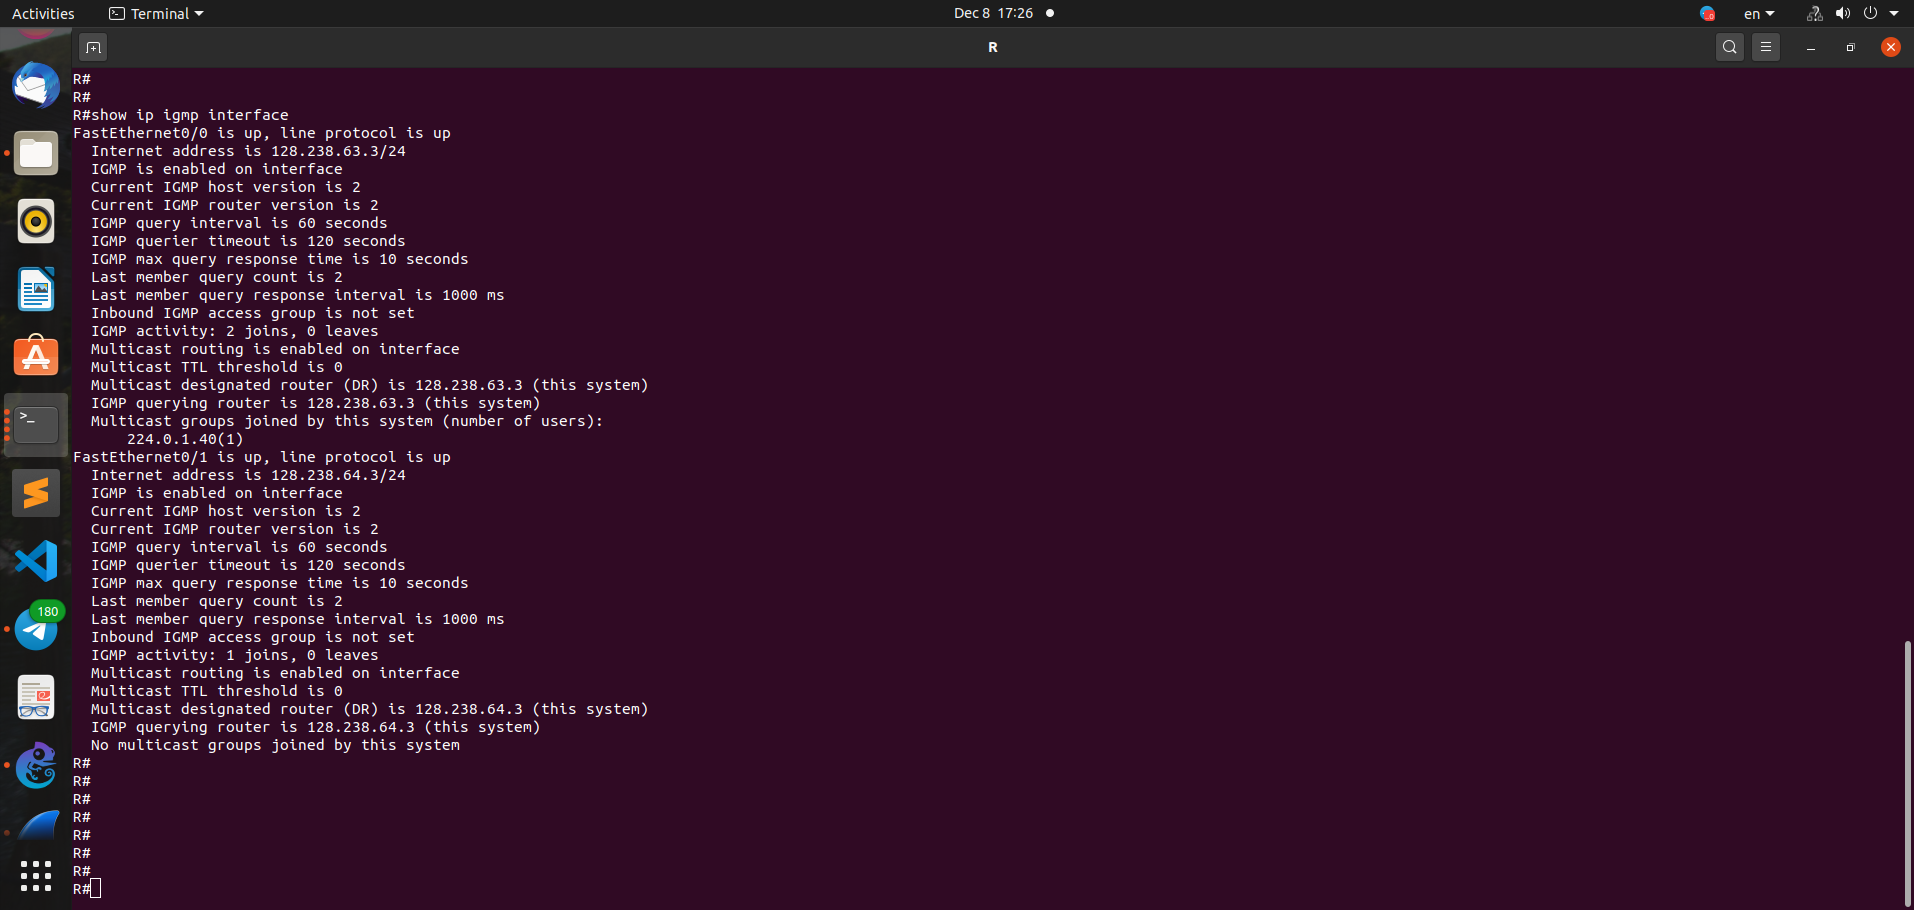 Activities
Terminal
Dec 8 17:26
en
R
R#
R#
R#show ip igmp interface
FastEthernet0/0 is up, line protocol is up
  Internet address is 128.238.63.3/24
  IGMP is enabled on interface
  Current IGMP host version is 2
  Current IGMP router version is 2
  IGMP query interval is 60 seconds
  IGMP querier timeout is 120 seconds
  IGMP max query response time is 10 seconds
  Last member query count is 2
  Last member query response interval is 1000 ms
  Inbound IGMP access group is not set
  IGMP activity: 2 joins, 0 leaves
  Multicast routing is enabled on interface
  Multicast TTL threshold is 0
  Multicast designated router (DR) is 128.238.63.3 (this system)
  IGMP querying router is 128.238.63.3 (this system)
  Multicast groups joined by this system (number of users):
      224.0.1.40(1)
FastEthernet0/1 is up, line protocol is up
  Internet address is 128.238.64.3/24
  IGMP is enabled on interface
  Current IGMP host version is 2
  Current IGMP router version is 2
  IGMP query interval is 60 seconds
  IGMP querier timeout is 120 seconds
  IGMP max query response time is 10 seconds
  Last member query count is 2
  Last member query response interval is 1000 ms
  Inbound IGMP access group is not set
  IGMP activity: 1 joins, 0 leaves
  Multicast routing is enabled on interface
  Multicast TTL threshold is 0
  Multicast designated router (DR) is 128.238.64.3 (this system)
  IGMP querying router is 128.238.64.3 (this system)
  No multicast groups joined by this system
R#
R#
R#
R#
R#
R#
R#
R#
>_
180